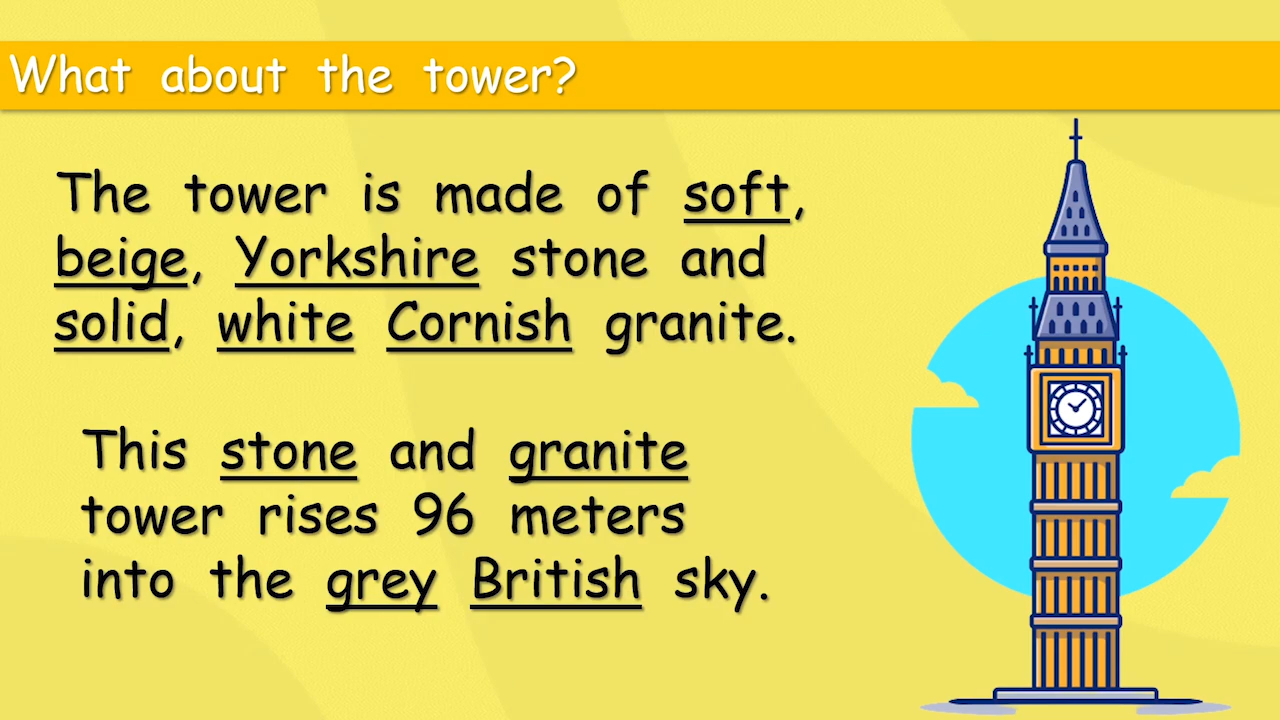 What about the tower?
The tower is made of soft,
beige, Yorkshire stone and
solid, white Cornish granite.
This stone and granite
tower rises 96 meters
into the grey British sky.